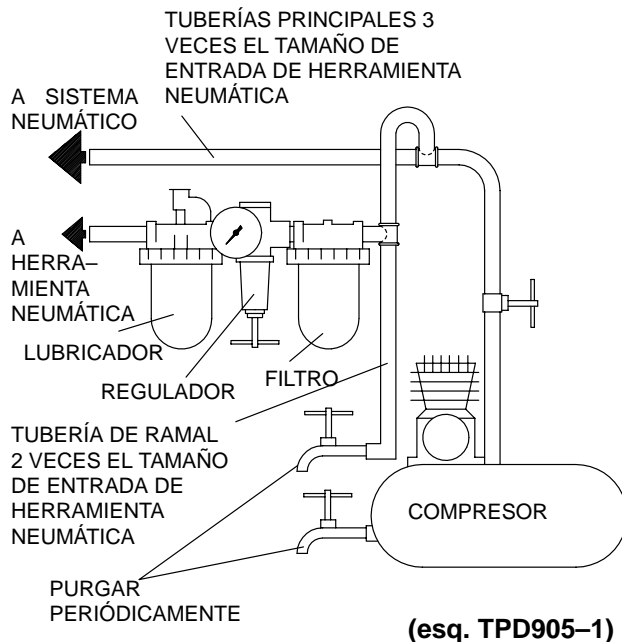 TUBERÍAS PRINCIPALES 3
VECES EL TAMAÑO DE
ENTRADA DE HERRAMIENTA
NEUMÁTICA
A SISTEMA
NEUMÁTICO
A
HERRA–
MIENTA
NEUMÁTICA
LUBRICADOR
REGULADOR
FILTRO
TUBERÍA DE RAMAL
2 VECES EL TAMAÑO
DE ENTRADA DE
HERRAMIENTA
NEUMÁTICA
COMPRESOR
PURGAR
PERIÓDICAMENTE
(esq. TPD905–1)